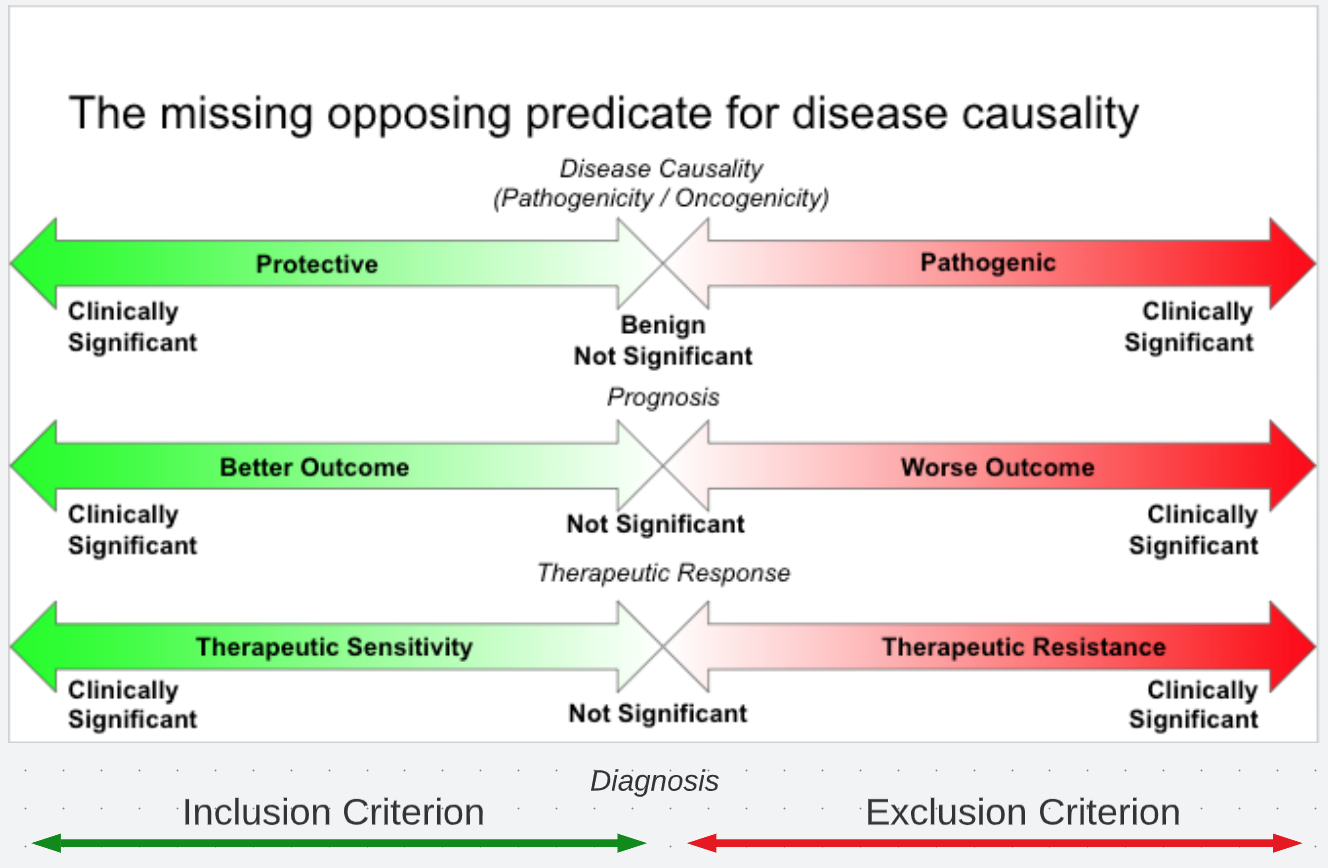 The missing opposing predicate for disease causality
Disease Causality
(Pathogenicity / Oncogenicity)
Protective
Pathogenic
Clinically
Significant
Benign
Not Significant
Clinically
Significant
Prognosis
Better Outcome
Worse Outcome
Clinically
Significant
Not Significant
Clinically
Significant
Therapeutic Response
Therapeutic Sensitivity
Therapeutic Resistance
Clinically
Significant
Not Significant
Clinically
Significant
Diagnosis
Inclusion Criterion
Exclusion Criterion